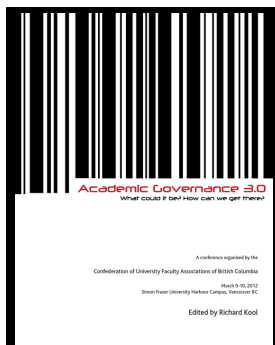 Academic Governance 3.0
What could it be? How can we get there?
A conference organized by the
Confederation of University Faculty Associations of British Columbia
March 9-10, 2012
Simon Fraser University Harbour Campus, Vancouver BC
Edited by Richard Kool